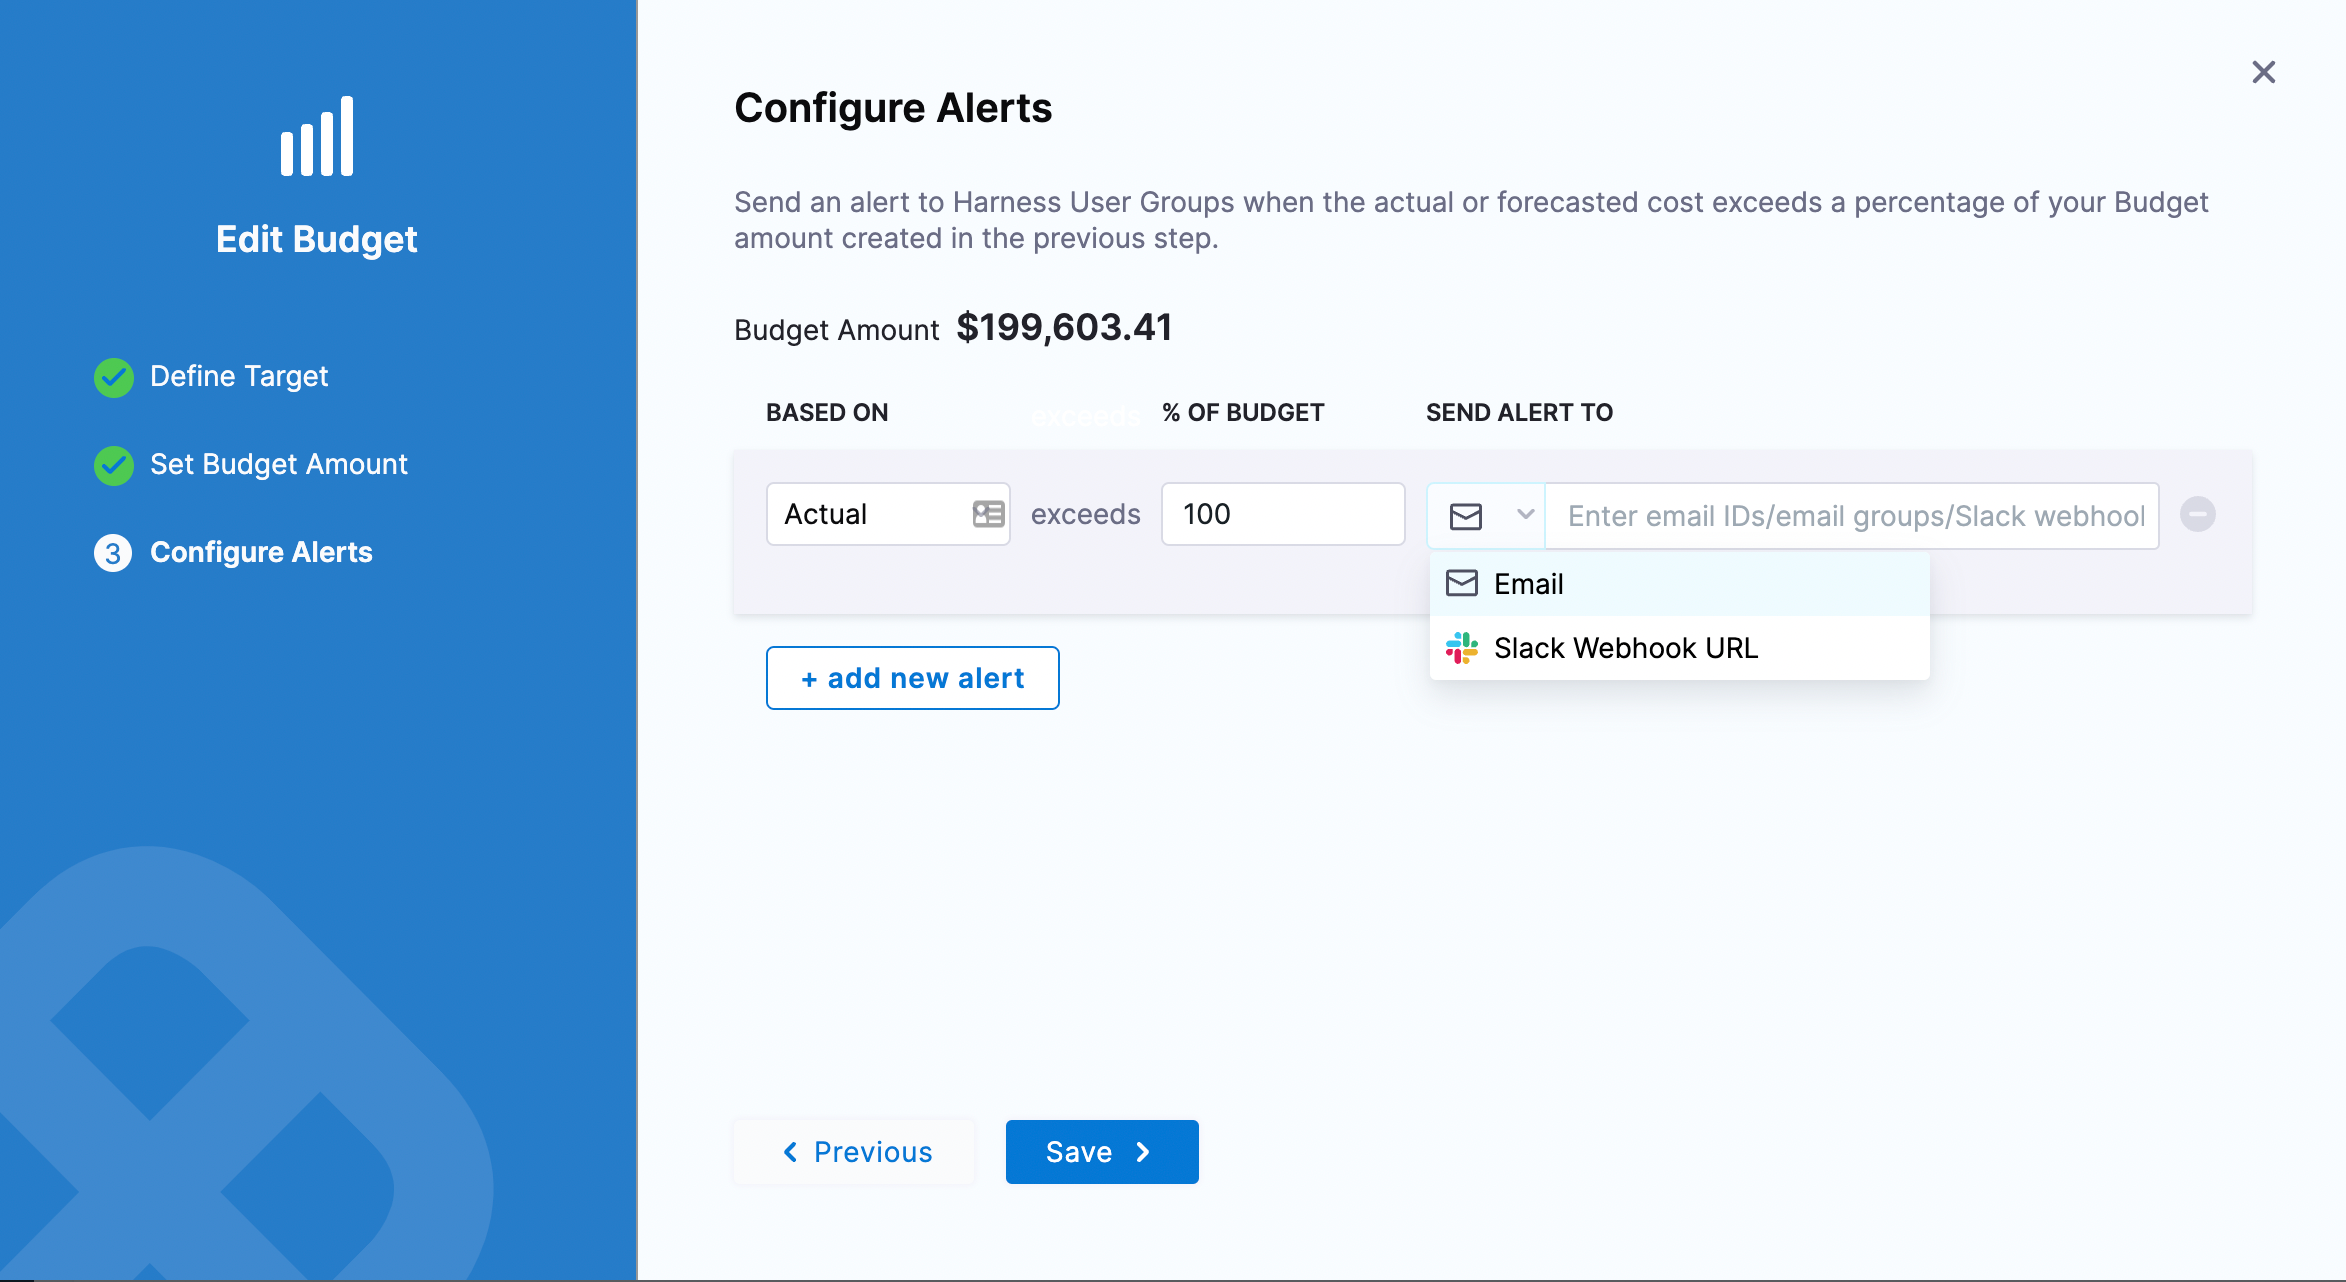 Edit Budget
Define Target
Set Budget Amount
3 Configure Alerts
Configure Alerts
Send an alert to Harness User Groups when the actual or forecasted cost exceeds a percentage of your Budget
amount created in the previous step.
Budget Amount $199,603.41
BASED ON exceeds % OF BUDGET SEND ALERT TO
Actual exceeds 100 Enter email IDs/email groups/Slack webhool
Email
Slack Webhook URL
+ add new alert
Previous Save